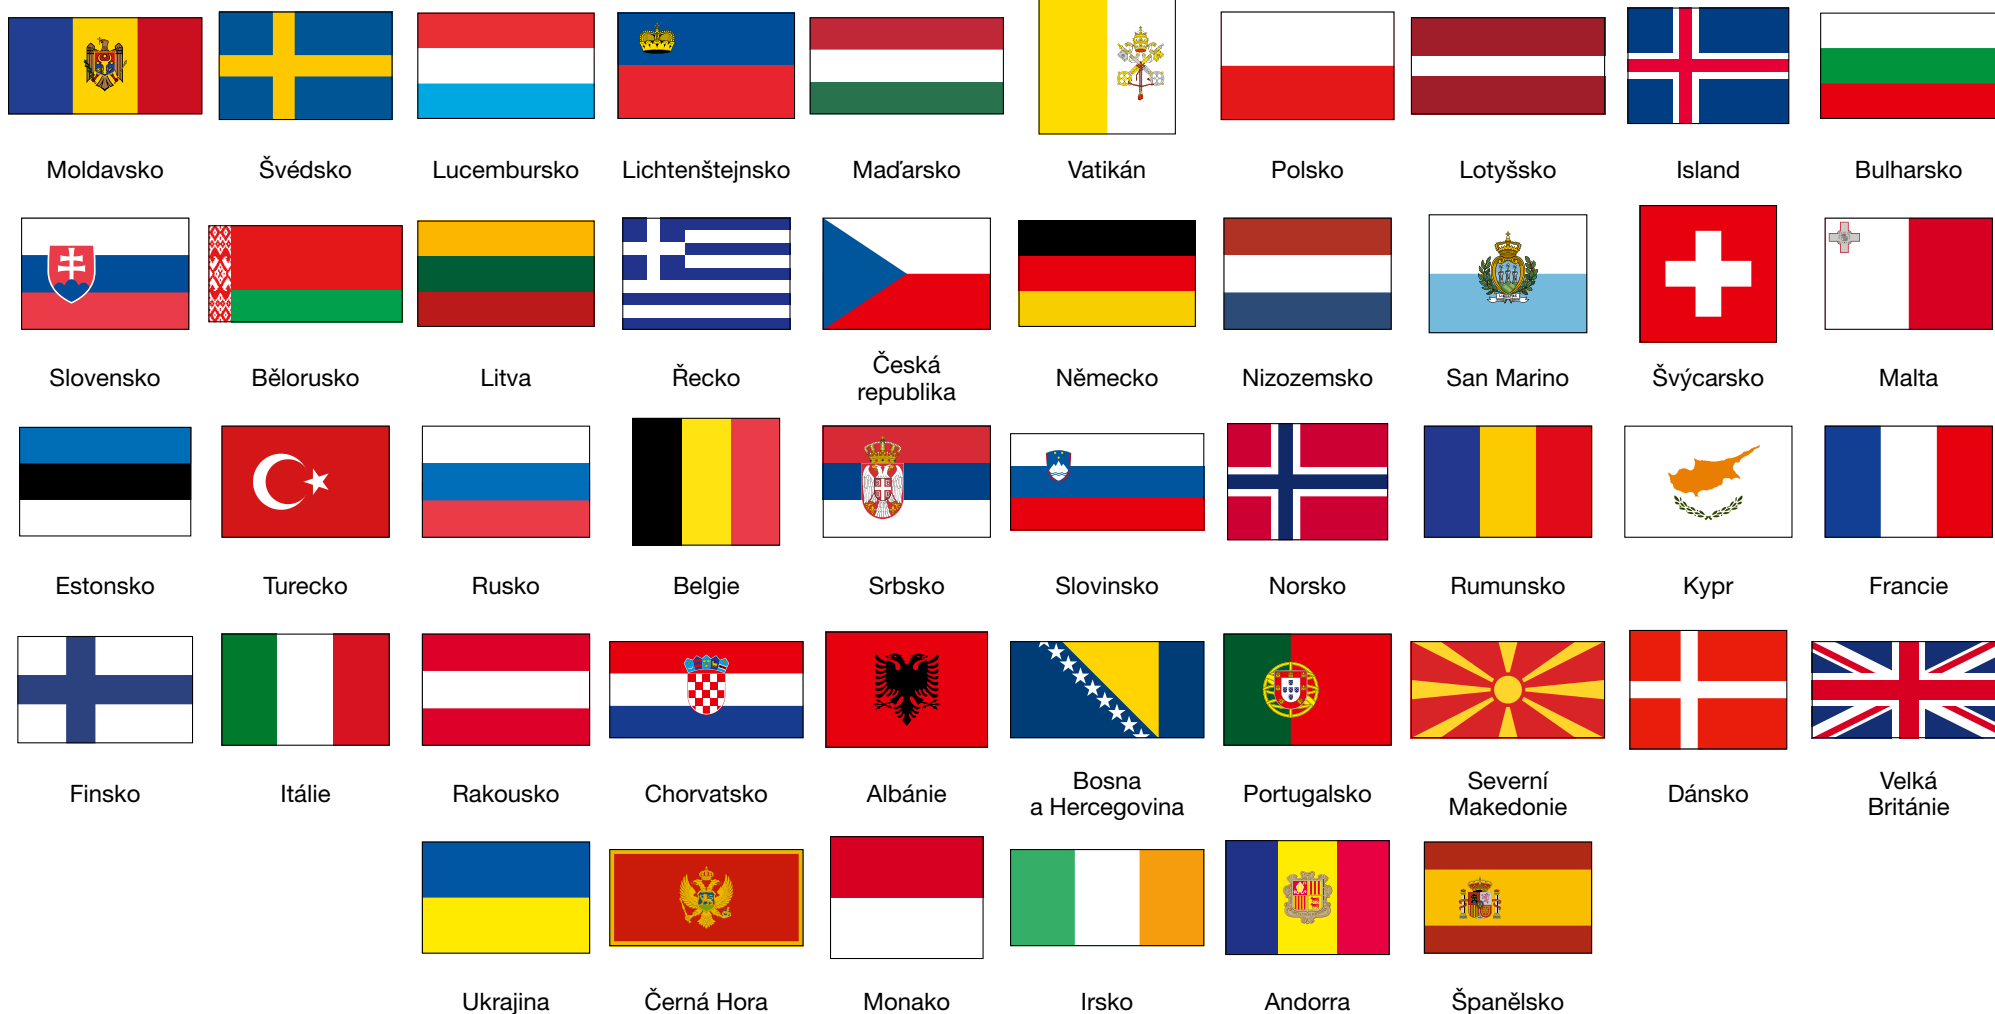 Moldavsko Švédsko Lucembursko Lichtenštejnsko Maďarsko Vatikán Polsko Lotyšsko Island Bulharsko
Slovensko Bělorusko Litva Řecko Česká republika Německo Nizozemsko San Marino Švýcarsko Malta
Estonsko Turecko Rusko Belgie Srbsko Slovinsko Norsko Rumunsko Kypr Francie
Finsko Itálie Rakousko Chorvatsko Albánie Bosna a Hercegovina Portugalsko Severní Makedonie Dánsko Velká Británie
Ukrajina Černá Hora Monako Irsko Andorra Španělsko